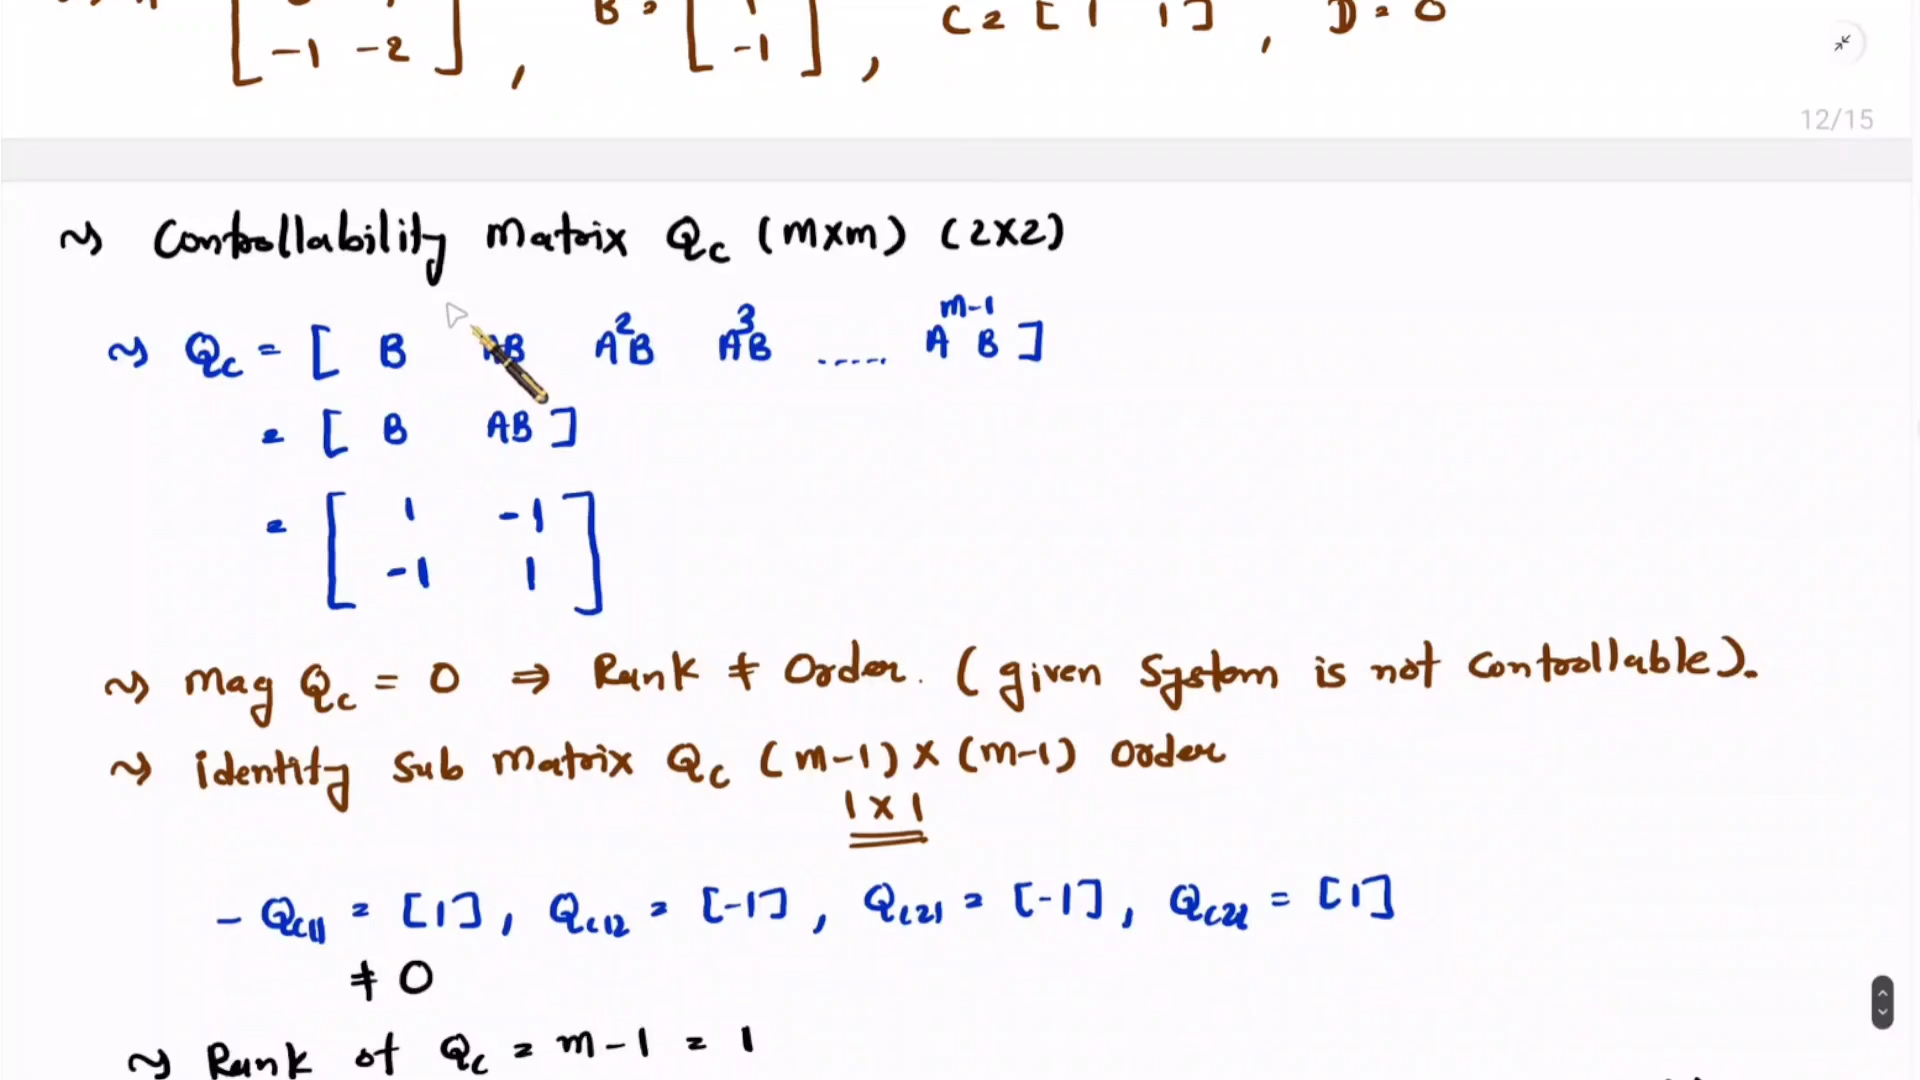 [ -1 -2 ] , B = [ -1 ] , C = [ 1 1 ] , D = 0
12/15
~> Controllability matrix Qc (m×m) (2×2)
~> Qc = [ B AB A²B A³B ...... A^(m-1) B ]
= [ B AB ]
= [ 1 -1
-1 1 ]
~> mag Qc = 0 ⇒ Rank ≠ Order. (given System is not controllable).
~> identity Sub matrix Qc (m-1) × (m-1) order
1 × 1
- Qc11 = [1] , Qc12 = [-1] , Qc21 = [-1] , Qc22 = [1]
≠ 0
~> Rank of Qc = m-1 = 1